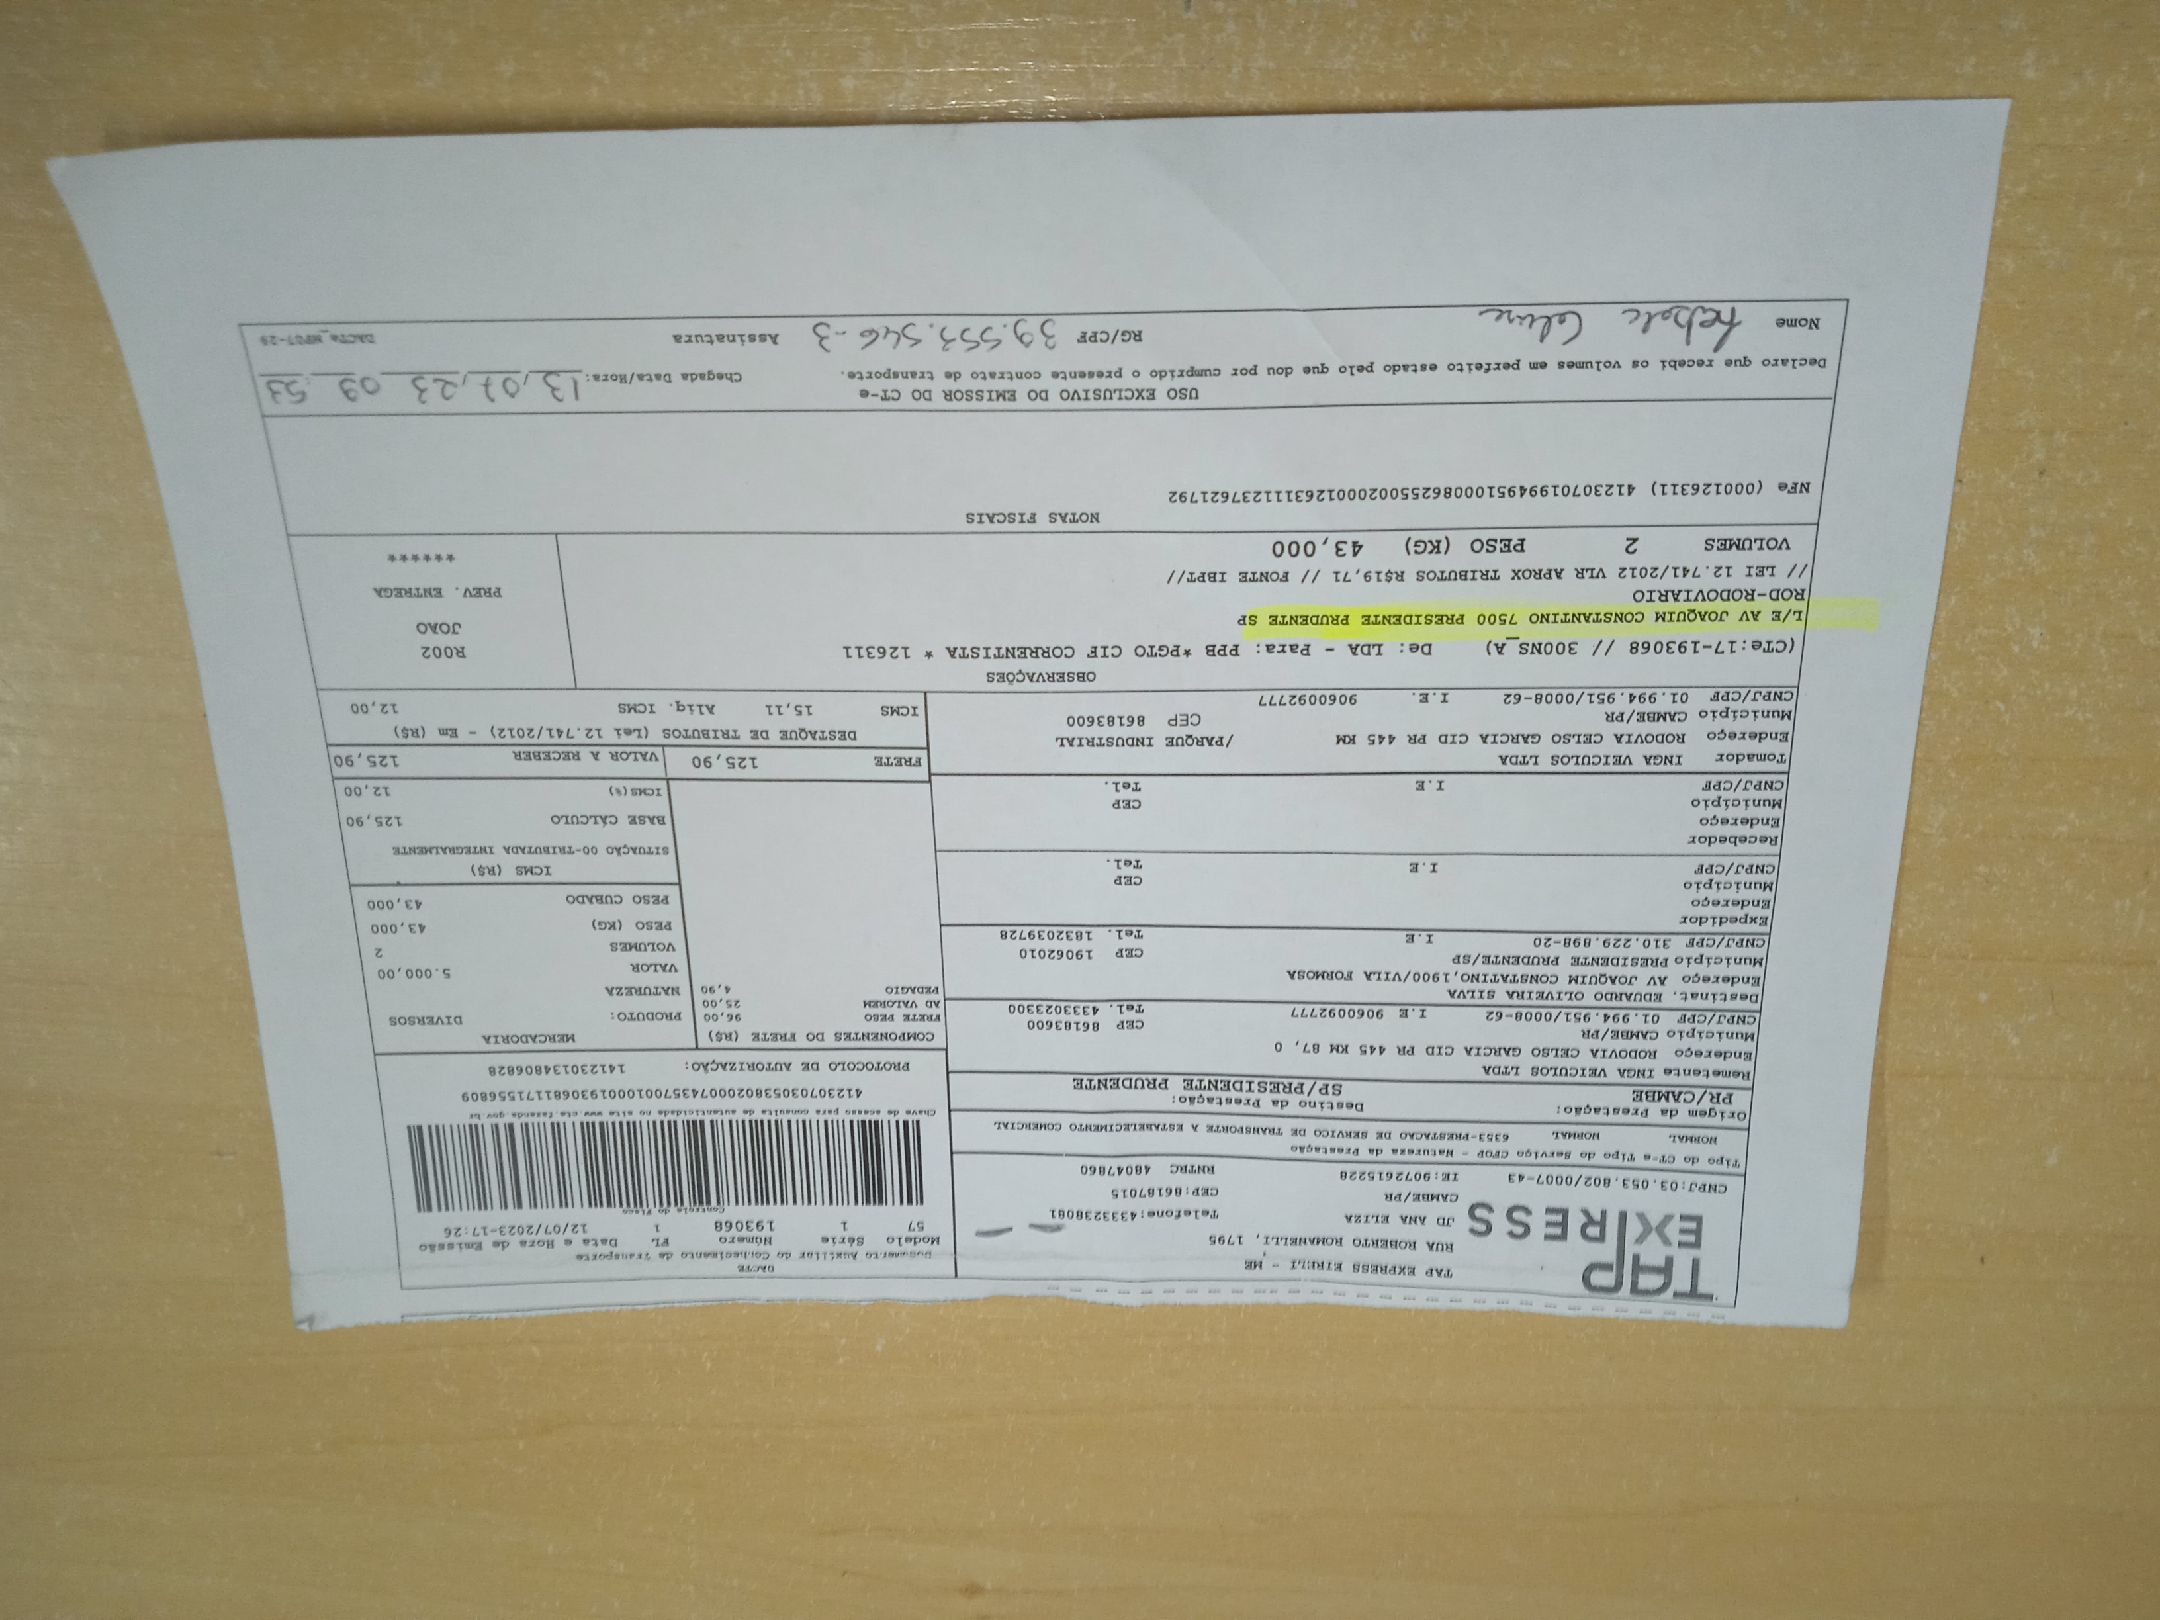 TAP
EXPRESS
TAP EXPRESS EIRELI - ME
RUA ROBERTO ROMANELLI, 1795
JD ANA ELIZA Telefone:4333238081
CAMBE/PR CEP:86187015
CNPJ:03.053.802/0007-43 IE:9072615228 RNTRC 48047860
DACTE
Documento Auxiliar do Conhecimento de Transporte
Modelo Série Número FL Data e Hora de Emissão
57 1 193068 1 12/07/2023-17:26
Controle do Fisco
Chave de acesso para consulta de autenticidade no site www.cte.fazenda.gov.br
PROTOCOLO DE AUTORIZAÇÃO: 141230134806828
Tipo do CT-e Tipo do Serviço CFOP - Natureza da Prestação
NORMAL NORMAL 6353-PRESTACAO DE SERVICO DE TRANSPORTE A ESTABELECIMENTO COMERCIAL
Origem da Prestação: Destino da Prestação:
PR/CAMBE SP/PRESIDENTE PRUDENTE
Remetente INGA VEICULOS LTDA
Endereço RODOVIA CELSO GARCIA CID PR 445 KM 87, 0
Município CAMBE/PR CEP 86183600
CNPJ/CPF 01.994.951/0008-62 I.E 9060092777 Tel. 4333023300
Destinat. EDUARDO OLIVEIRA SILVA
Endereço AV JOAQUIM CONSTATINO,1900/VILA FORMOSA
Município PRESIDENTE PRUDENTE/SP CEP 19062010
CNPJ/CPF 310.229.898-20 I.E Tel. 1832039728
Expedidor
Endereço
Município CEP
CNPJ/CPF I.E Tel.
Recebedor
Endereço
Município CEP
CNPJ/CPF I.E Tel.
Tomador INGA VEICULOS LTDA
Endereço RODOVIA CELSO GARCIA CID PR 445 KM /PARQUE INDUSTRIAL
Município CAMBE/PR CEP 86183600
CNPJ/CPF 01.994.951/0008-62 I.E. 9060092777
COMPONENTES DO FRETE (R$)
FRETE PESO 96,00
AD VALOREM 25,00
PEDAGIO 4,90
MERCADORIA
PRODUTO: DIVERSOS
NATUREZA
VALOR 5.000,00
VOLUMES 2
PESO (KG) 43,000
PESO CUBADO 43,000
ICMS (R$)
SITUAÇÃO 00-TRIBUTADA INTEGRALMENTE
BASE CÁLCULO 125,90
ICMS(%) 12,00
FRETE 125,90 VALOR A RECEBER 125,90
DESTAQUE DE TRIBUTOS (Lei 12.741/2012) - Em (R$)
ICMS 15,11 Aliq. ICMS 12,00
OBSERVAÇÕES
(CTe:17-193068 // 300NS_A) De: LDA - Para: PPB *PGTO CIF CORRENTISTA * 126311
L/E AV JOAQUIM CONSTANTINO 7500 PRESIDENTE PRUDENTE SP
ROD-RODOVIARIO
// LEI 12.741/2012 VLR APROX TRIBUTOS R$19,71 // FONTE IBPT//
VOLUMES 2 PESO (KG) 43,000
R002
JOAO
PREV. ENTREGA
******
NOTAS FISCAIS
NFe (000126311) 41230701994951000862550020001263111237621792
USO EXCLUSIVO DO EMISSOR DO CT-e
Declaro que recebi os volumes em perfeito estado pelo que dou por cumprido o presente contrato de transporte. Chegada Data/Hora: 13/07/23 09:53
Nome RG/CPF 39.553.546-3 Assinatura